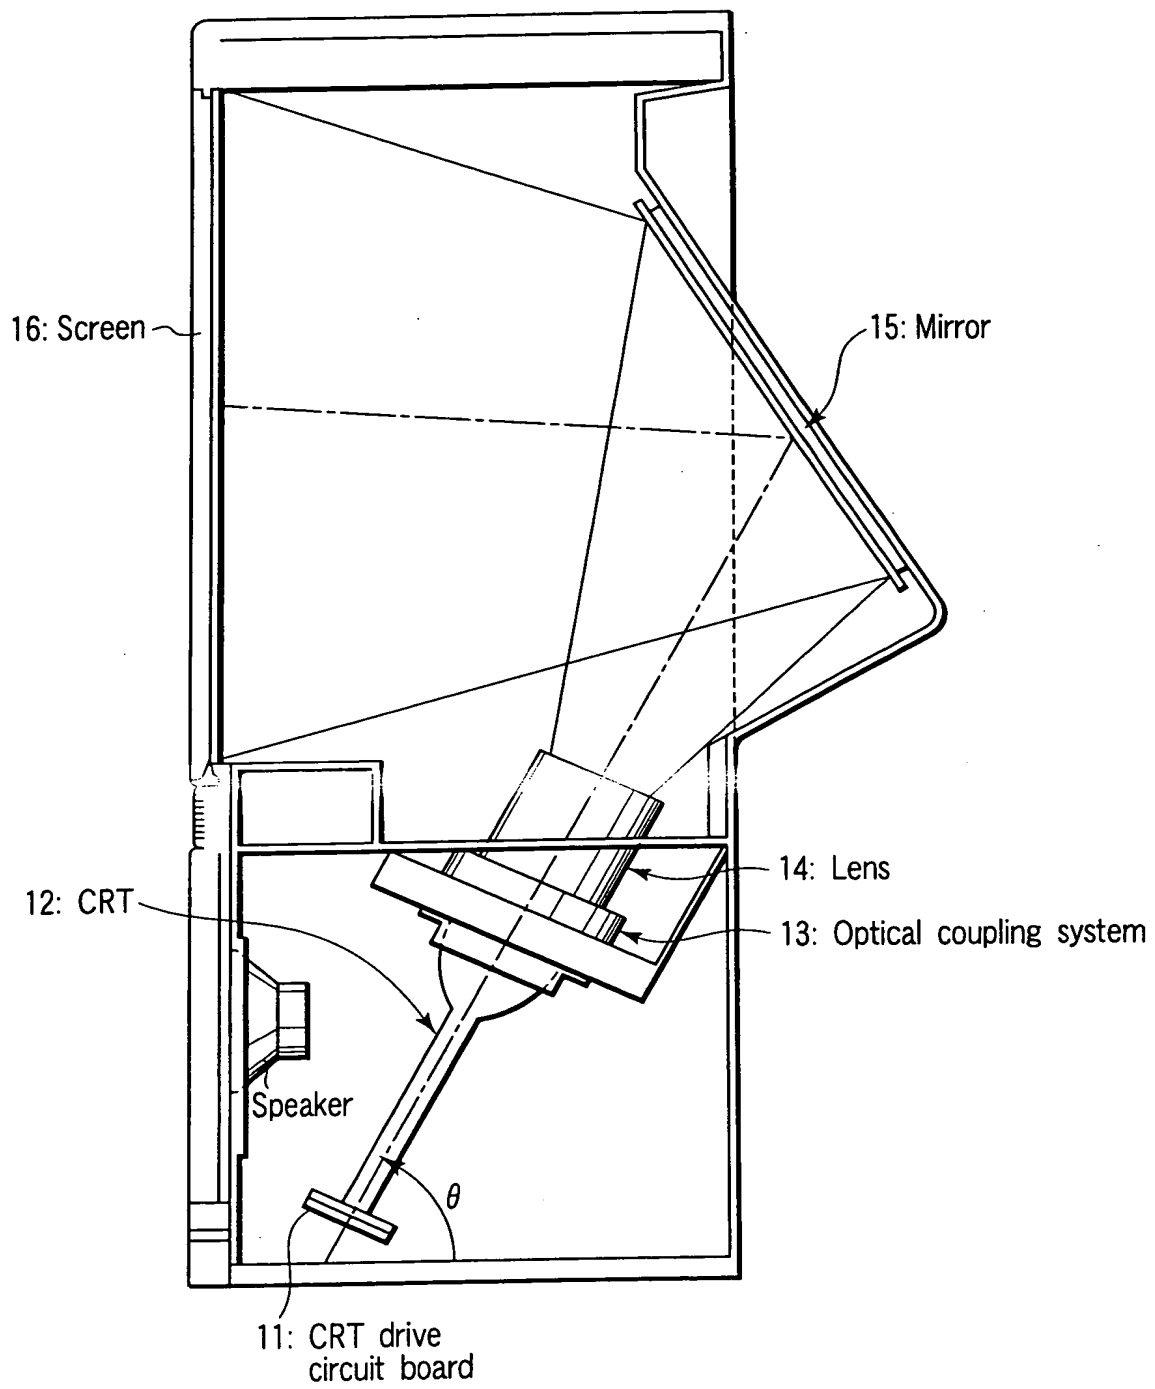 16: Screen
15: Mirror
14: Lens
12: CRT
13: Optical coupling system
Speaker
θ
11: CRT drive
circuit board